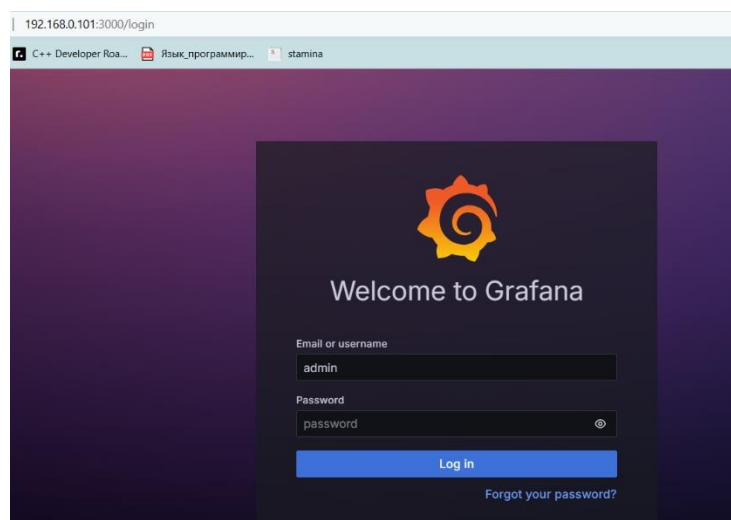 192.168.0.101:3000/login
C++ Developer Roa... Язык_программир... stamina
Welcome to Grafana
Email or username
admin
Password
password
Log in
Forgot your password?